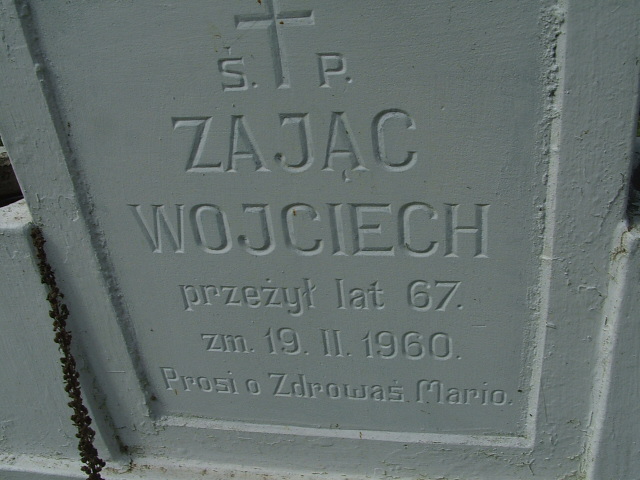 Ś. P.
ZAJĄC
WOJCIECH
przeżył lat 67.
zm. 19. II. 1960.
Prosi o Zdrowaś Mario.